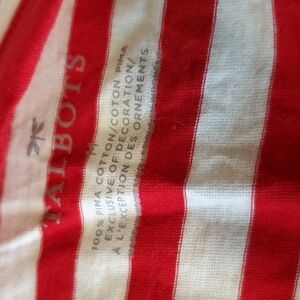 TALBOTS
M
100% PIMA COTTON/COTON PIMA
EXCLUSIVE OF DECORATION/
À L'EXCEPTION DES ORNEMENTS